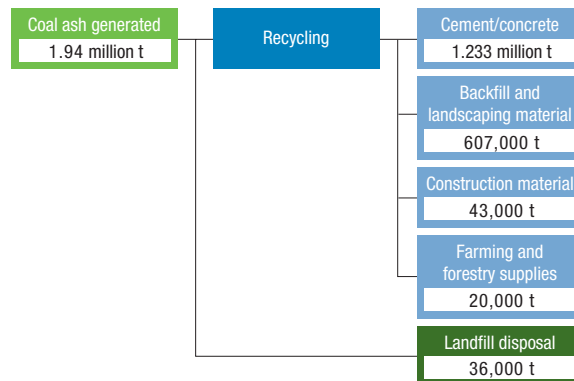 Coal ash generated
1.94 million t
Recycling
Cement/concrete
1.233 million t
Backfill and
landscaping material
607,000 t
Construction material
43,000 t
Farming and
forestry supplies
20,000 t
Landfill disposal
36,000 t